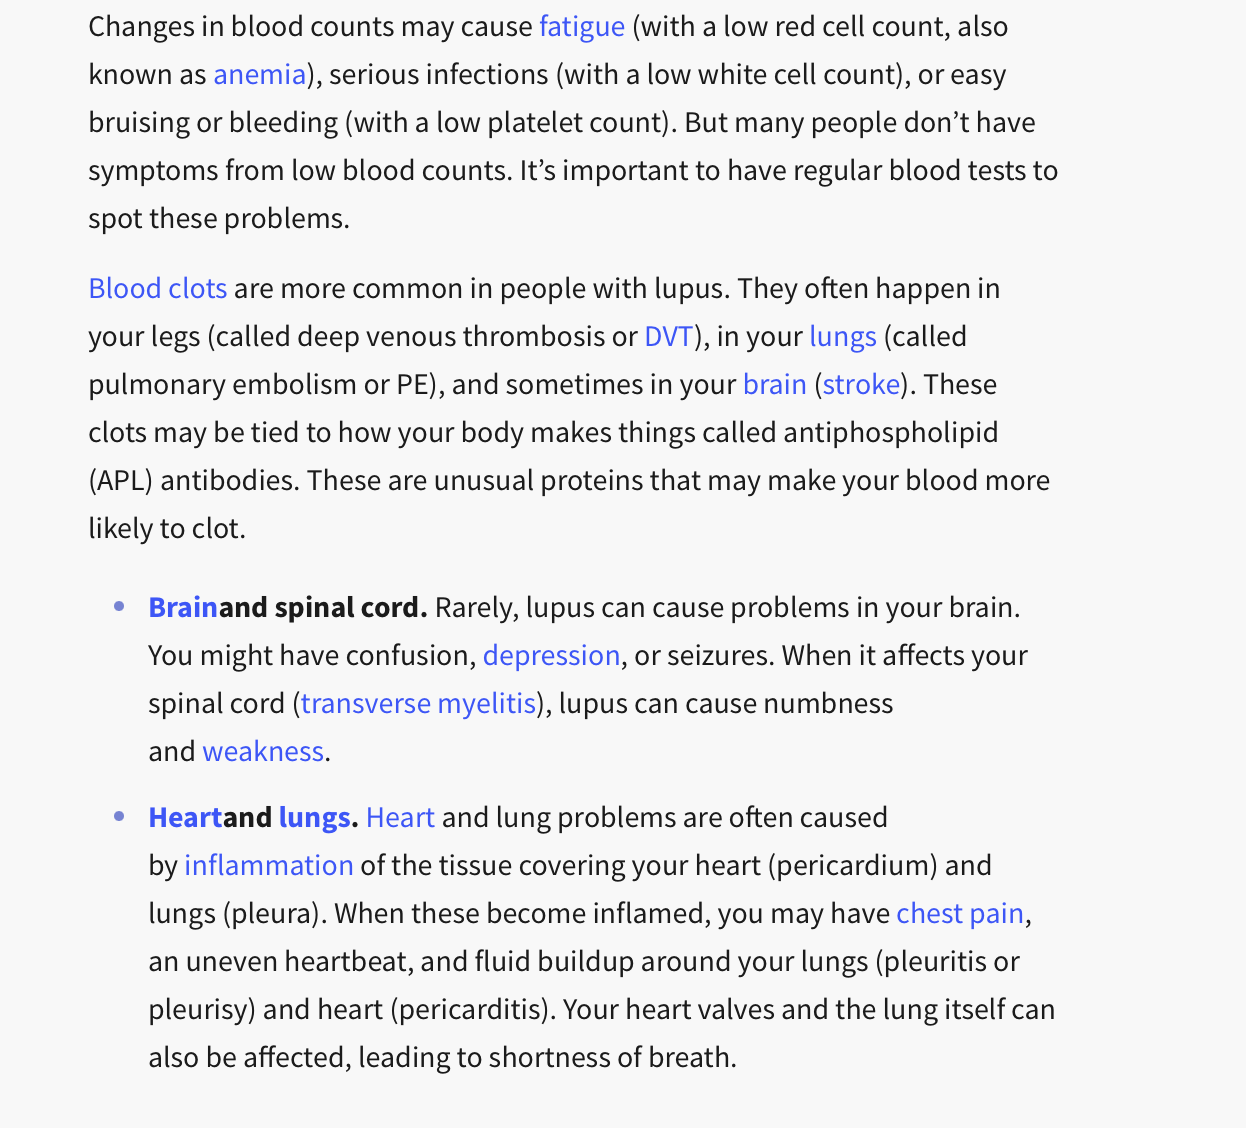 Changes in blood counts may cause fatigue (with a low red cell count, also
known as anemia), serious infections (with a low white cell count), or easy
bruising or bleeding (with a low platelet count). But many people don’t have
symptoms from low blood counts. It’s important to have regular blood tests to
spot these problems.
Blood clots are more common in people with lupus. They often happen in
your legs (called deep venous thrombosis or DVT), in your lungs (called
pulmonary embolism or PE), and sometimes in your brain (stroke). These
clots may be tied to how your body makes things called antiphospholipid
(APL) antibodies. These are unusual proteins that may make your blood more
likely to clot.
• Brainand spinal cord. Rarely, lupus can cause problems in your brain.
You might have confusion, depression, or seizures. When it affects your
spinal cord (transverse myelitis), lupus can cause numbness
and weakness.
• Heartand lungs. Heart and lung problems are often caused
by inflammation of the tissue covering your heart (pericardium) and
lungs (pleura). When these become inflamed, you may have chest pain,
an uneven heartbeat, and fluid buildup around your lungs (pleuritis or
pleurisy) and heart (pericarditis). Your heart valves and the lung itself can
also be affected, leading to shortness of breath.